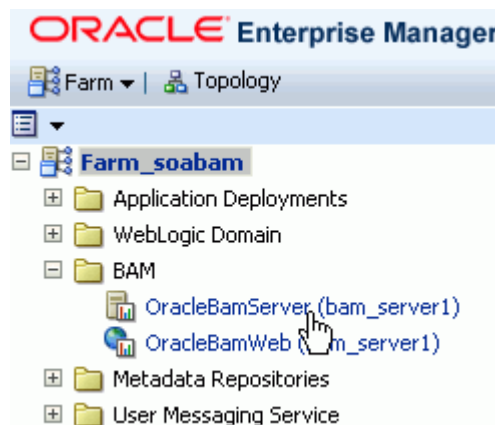 ORACLE Enterprise Manager
Farm Topology
Farm_soabam
Application Deployments
WebLogic Domain
BAM
OracleBamServer (bam_server1)
OracleBamWeb (m_server1)
Metadata Repositories
User Messaging Service